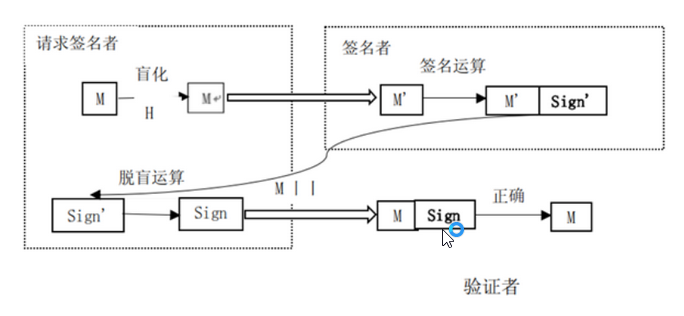 请求签名者
签名者
盲化
签名运算
M
H
M↵
M'
M' Sign'
脱盲运算
M ||
Sign'
Sign
M Sign
正确
M
验证者